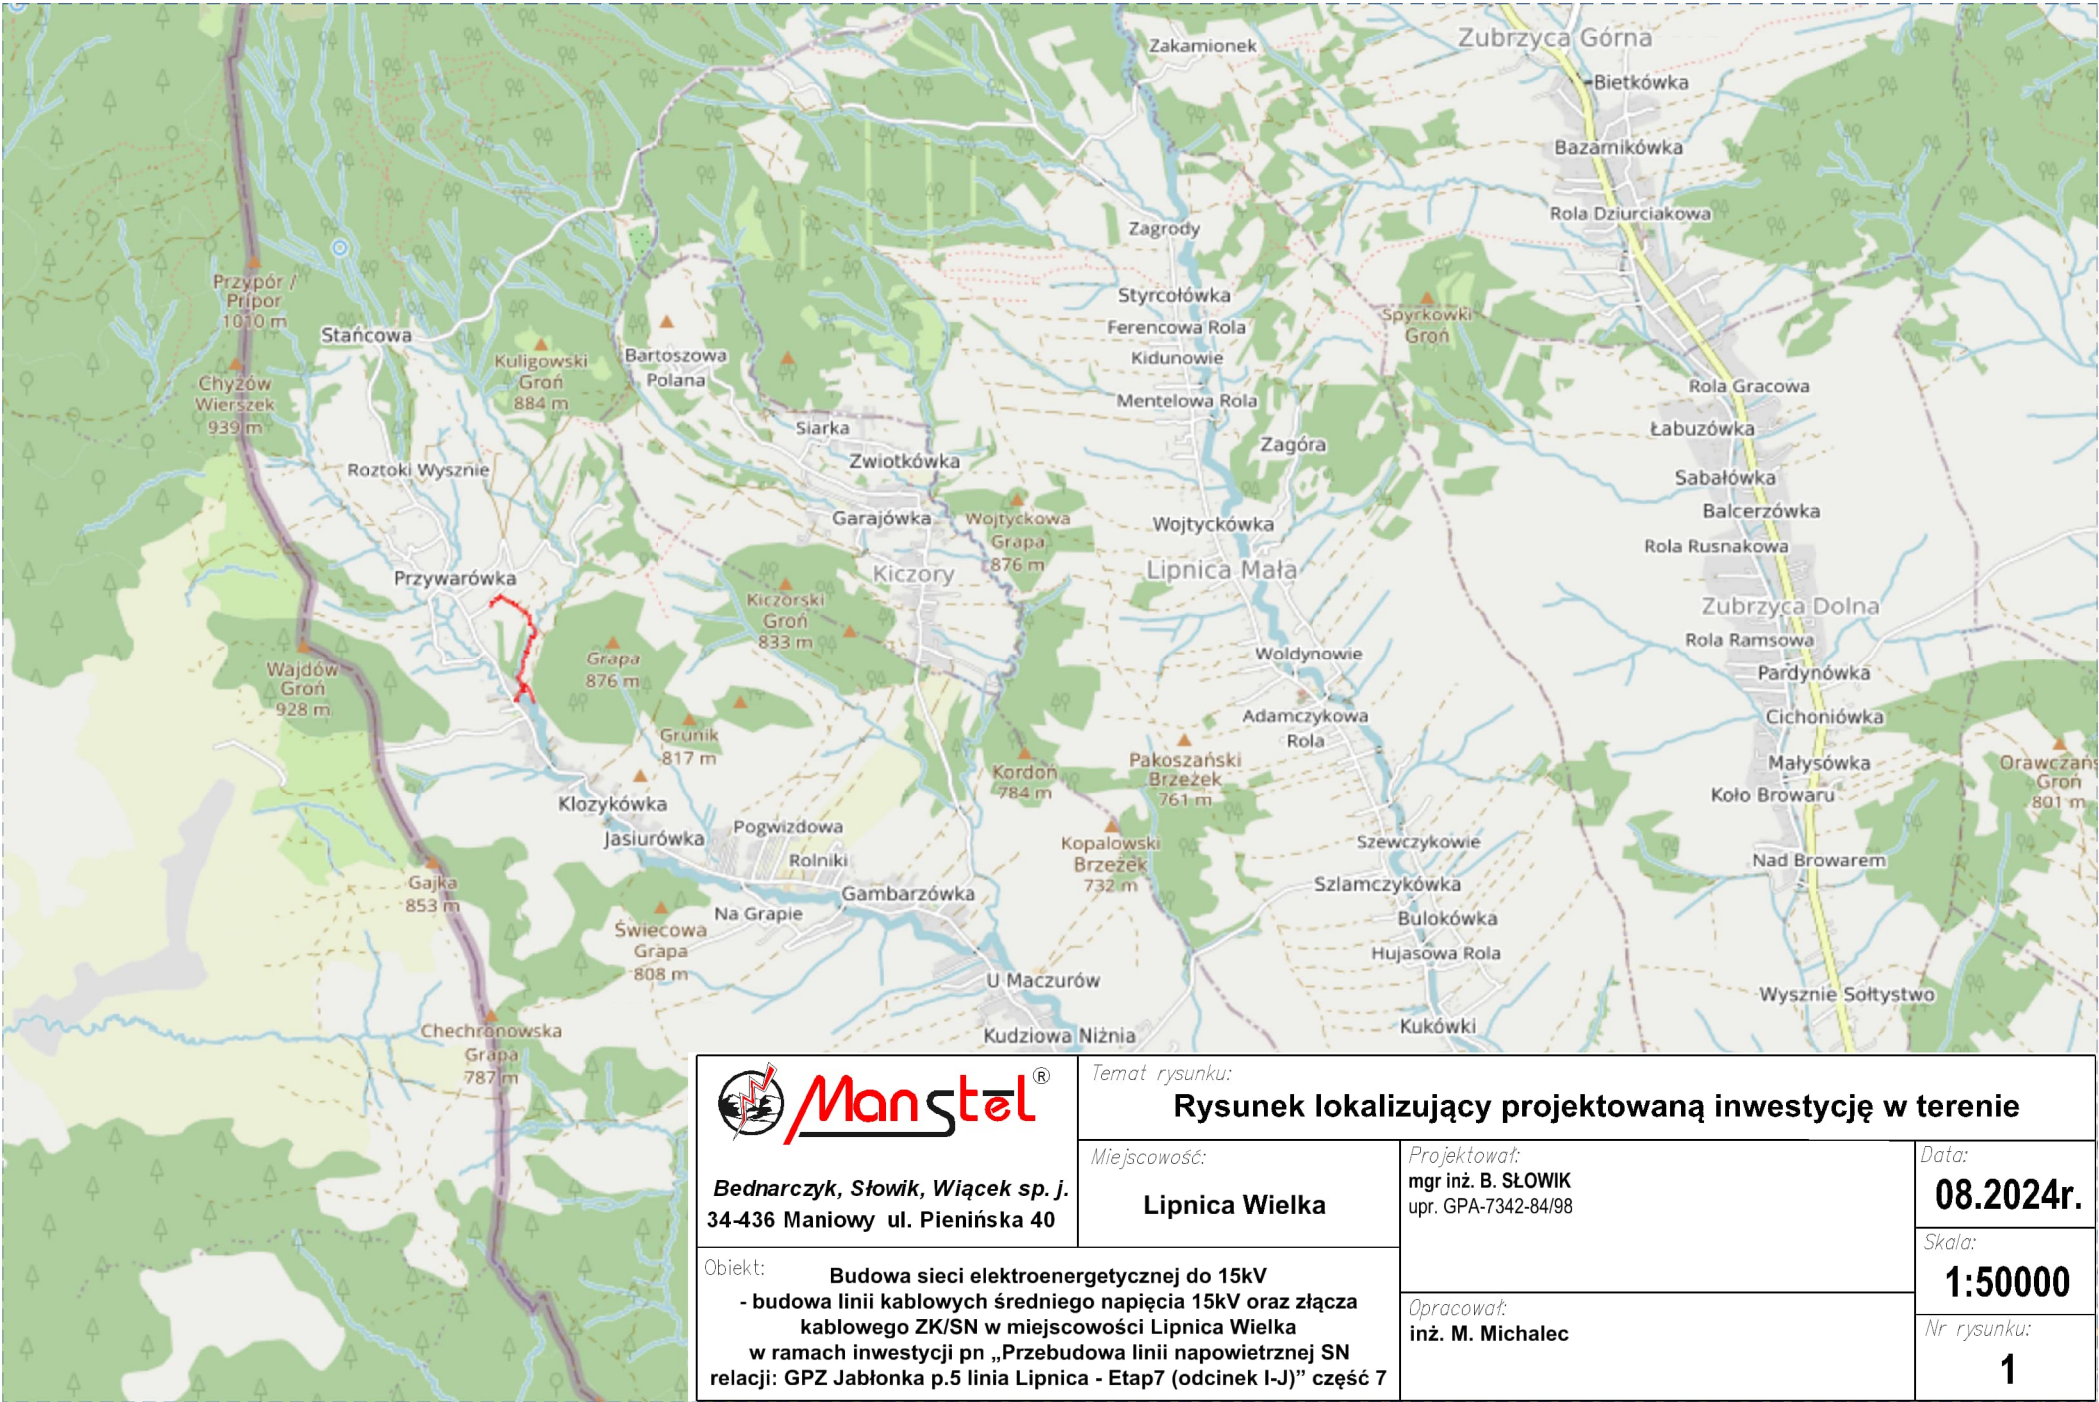 Zakamionek
Zubrzyca Górna
Bietkówka
Bazarnikówka
Rola Dziurciakowa
Zagrody
Przypór /
Prípor
1010 m
Styrcołówka
Ferencowa Rola
Kidunowie
Mentelowa Rola
Spyrkowki
Groń
Stańcowa
Kuligowski
Groń
884 m
Bartoszowa
Polana
Chyżów
Wierszek
939 m
Rola Gracowa
Łabuzówka
Siarka
Zwiotkówka
Zagóra
Roztoki Wysznie
Sabałówka
Balcerzówka
Garajówka
Wojtyckowa
Grapa
876 m
Wojtyckówka
Rola Rusnakowa
Przywarówka
Kiczory
Lipnica Mała
Kiczorski
Groń
833 m
Zubrzyca Dolna
Rola Ramsowa
Pardynówka
Grapa
876 m
Wołdynowie
Wajdów
Groń
928 m
Adamczykowa
Rola
Cichoniówka
Grunik
817 m
Kordoń
784 m
Pakoszański
Brzeżek
761 m
Małysówka
Koło Browaru
Orawczańs
Groń
801 m
Klozykówka
Jasiurówka
Pogwizdowa
Rolniki
Kopalowski
Brzeżek
732 m
Szewczykowie
Nad Browarem
Gajka
853 m
Gambarzówka
Szlamczykówka
Na Grapie
Bulokówka
Świecowa
Grapa
808 m
Hujasowa Rola
U Maczurów
Wysznie Sołtystwo
Chechronowska
Grapa
787 m
Kudziowa Niżnia
Kukówki
Manstel ®
Bednarczyk, Słowik, Wiącek sp. j.
34-436 Maniowy ul. Pienińska 40
Temat rysunku:
Rysunek lokalizujący projektowaną inwestycję w terenie
Miejscowość:
Lipnica Wielka
Projektował:
mgr inż. B. SŁOWIK
upr. GPA-7342-84/98
Data:
08.2024r.
Skala:
1:50000
Obiekt:
Budowa sieci elektroenergetycznej do 15kV
- budowa linii kablowych średniego napięcia 15kV oraz złącza
kablowego ZK/SN w miejscowości Lipnica Wielka
w ramach inwestycji pn „Przebudowa linii napowietrznej SN
relacji: GPZ Jabłonka p.5 linia Lipnica - Etap7 (odcinek I-J)” część 7
Opracował:
inż. M. Michalec
Nr rysunku:
1